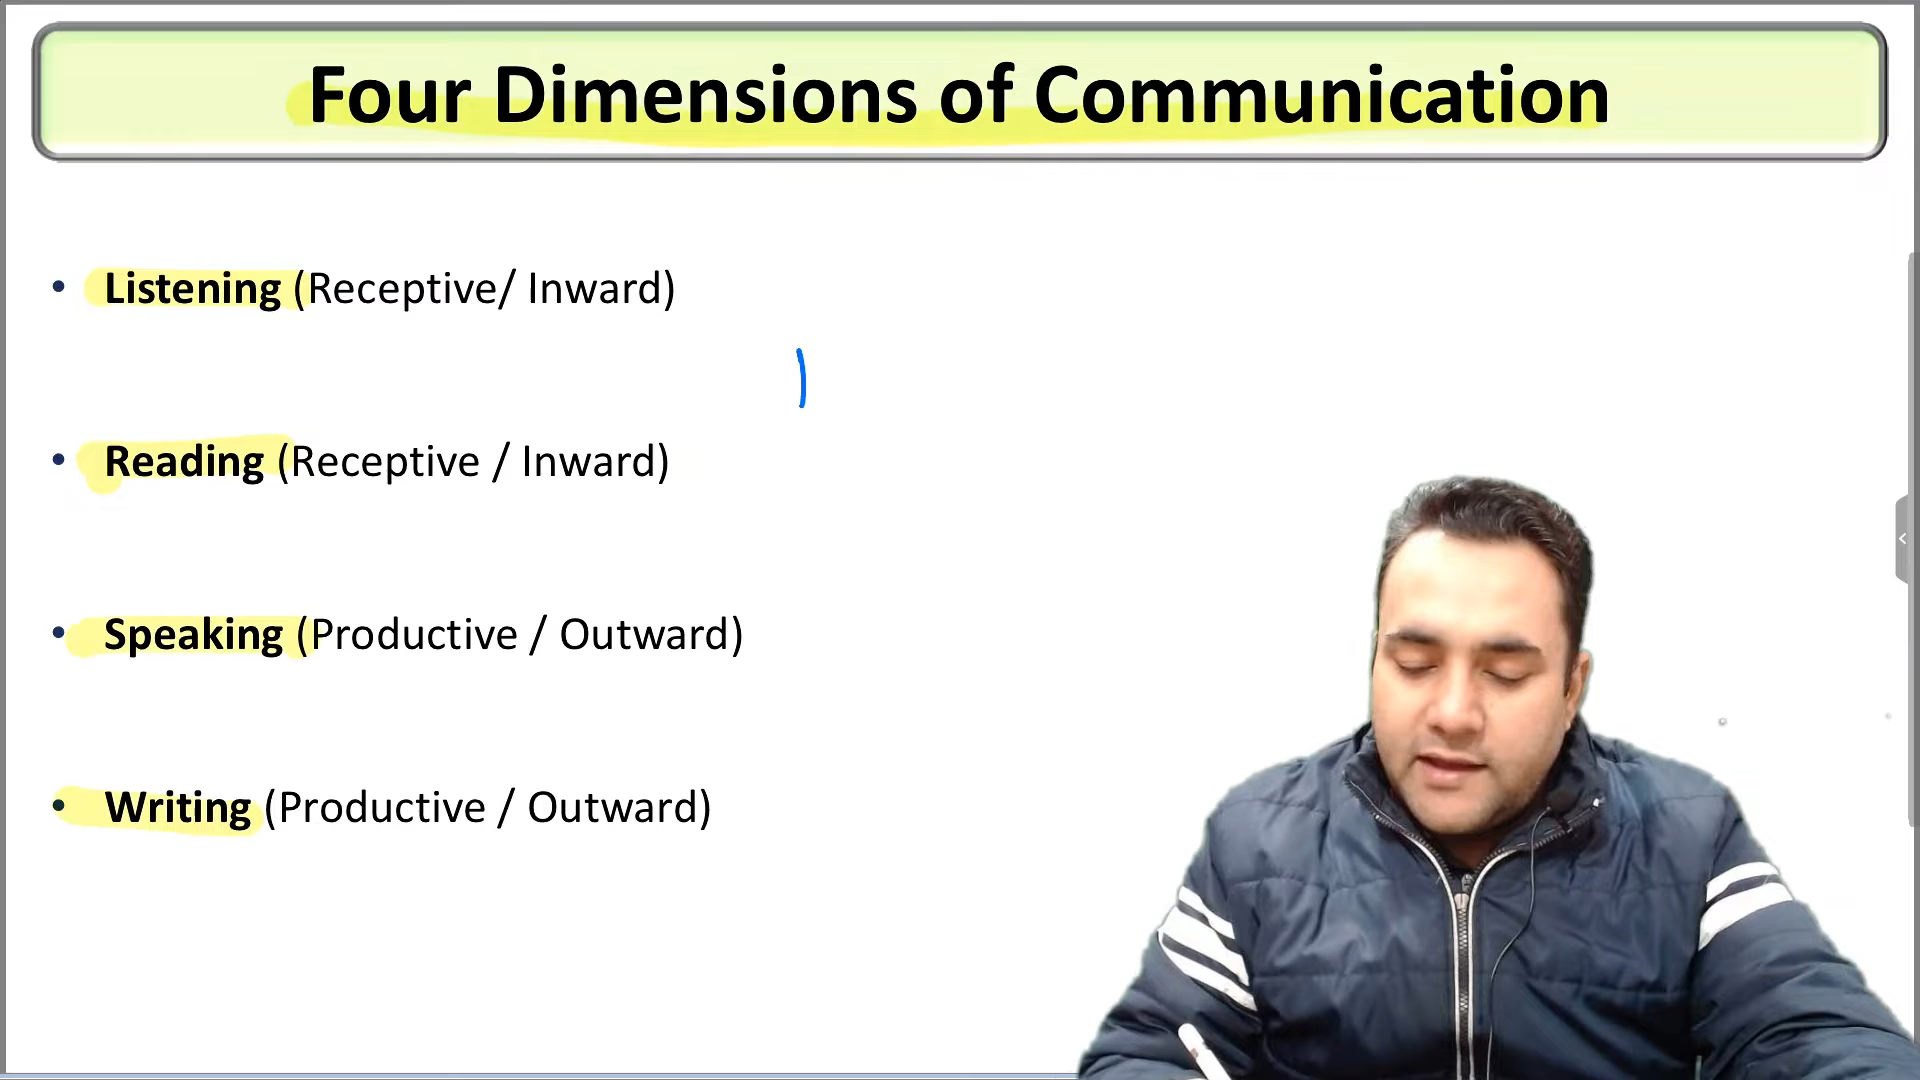 Four Dimensions of Communication
• Listening (Receptive/ Inward)
• Reading (Receptive / Inward)
• Speaking (Productive / Outward)
• Writing (Productive / Outward)